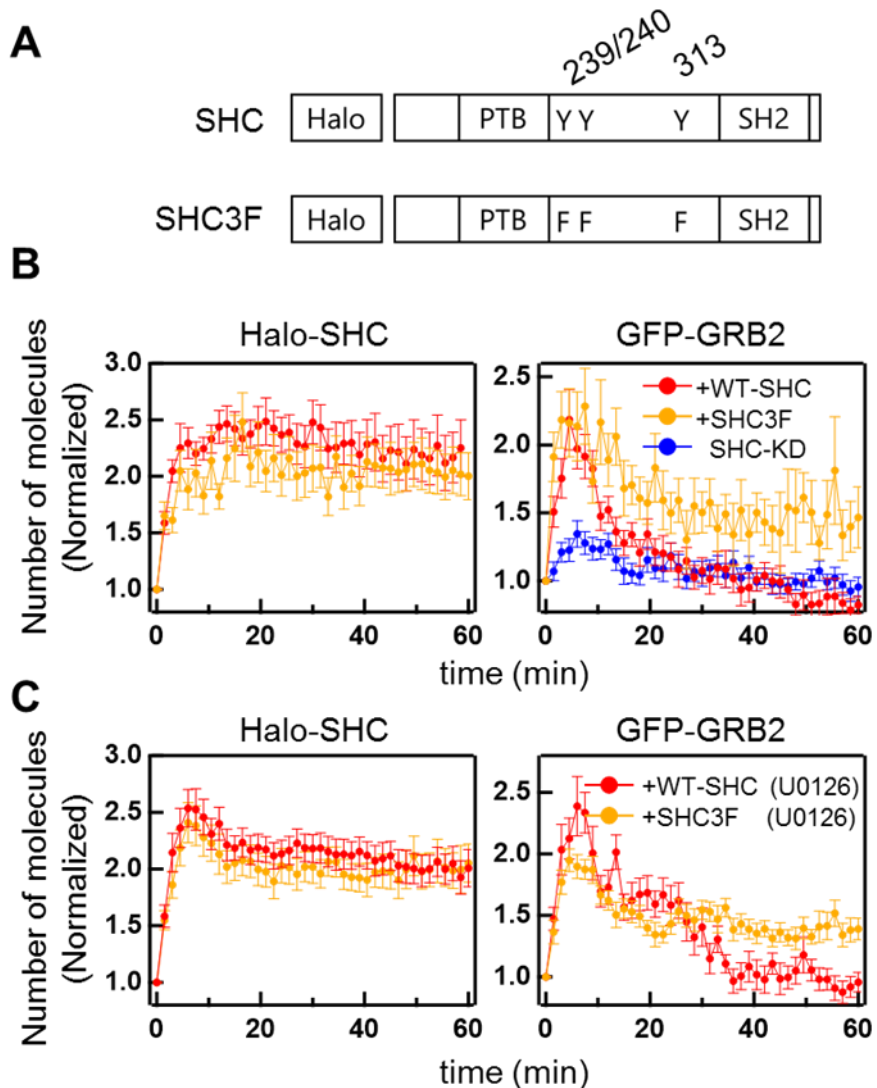 A
239/240 313
SHC Halo PTB Y Y Y SH2
SHC3F Halo PTB F F F SH2
B
Halo-SHC GFP-GRB2
Number of molecules
(Normalized)
3.0
2.5
2.0
1.5
1.0
0 20 40 60
2.5
2.0
1.5
1.0
0 20 40 60
+WT-SHC
+SHC3F
SHC-KD
time (min)
C
Halo-SHC GFP-GRB2
Number of molecules
(Normalized)
3.0
2.5
2.0
1.5
1.0
0 20 40 60
2.5
2.0
1.5
1.0
0 20 40 60
+WT-SHC (U0126)
+SHC3F (U0126)
time (min)